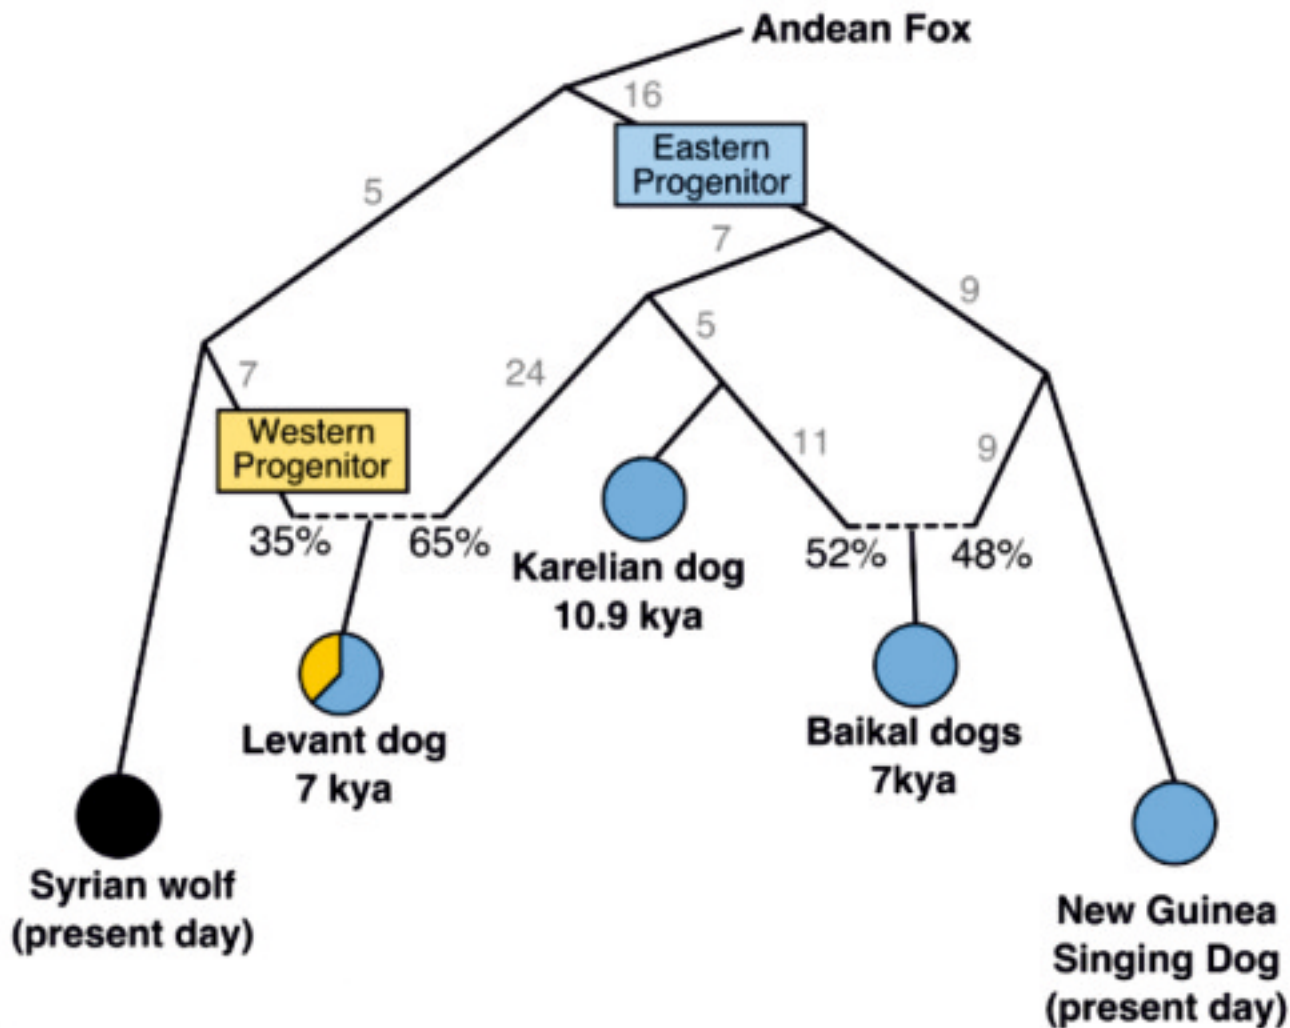 Andean Fox
16
Eastern
Progenitor
5
7
9
5
7
24
Western
Progenitor
11
9
35%
65%
52%
48%
Karelian dog
10.9 kya
Levant dog
7 kya
Baikal dogs
7kya
Syrian wolf
(present day)
New Guinea
Singing Dog
(present day)